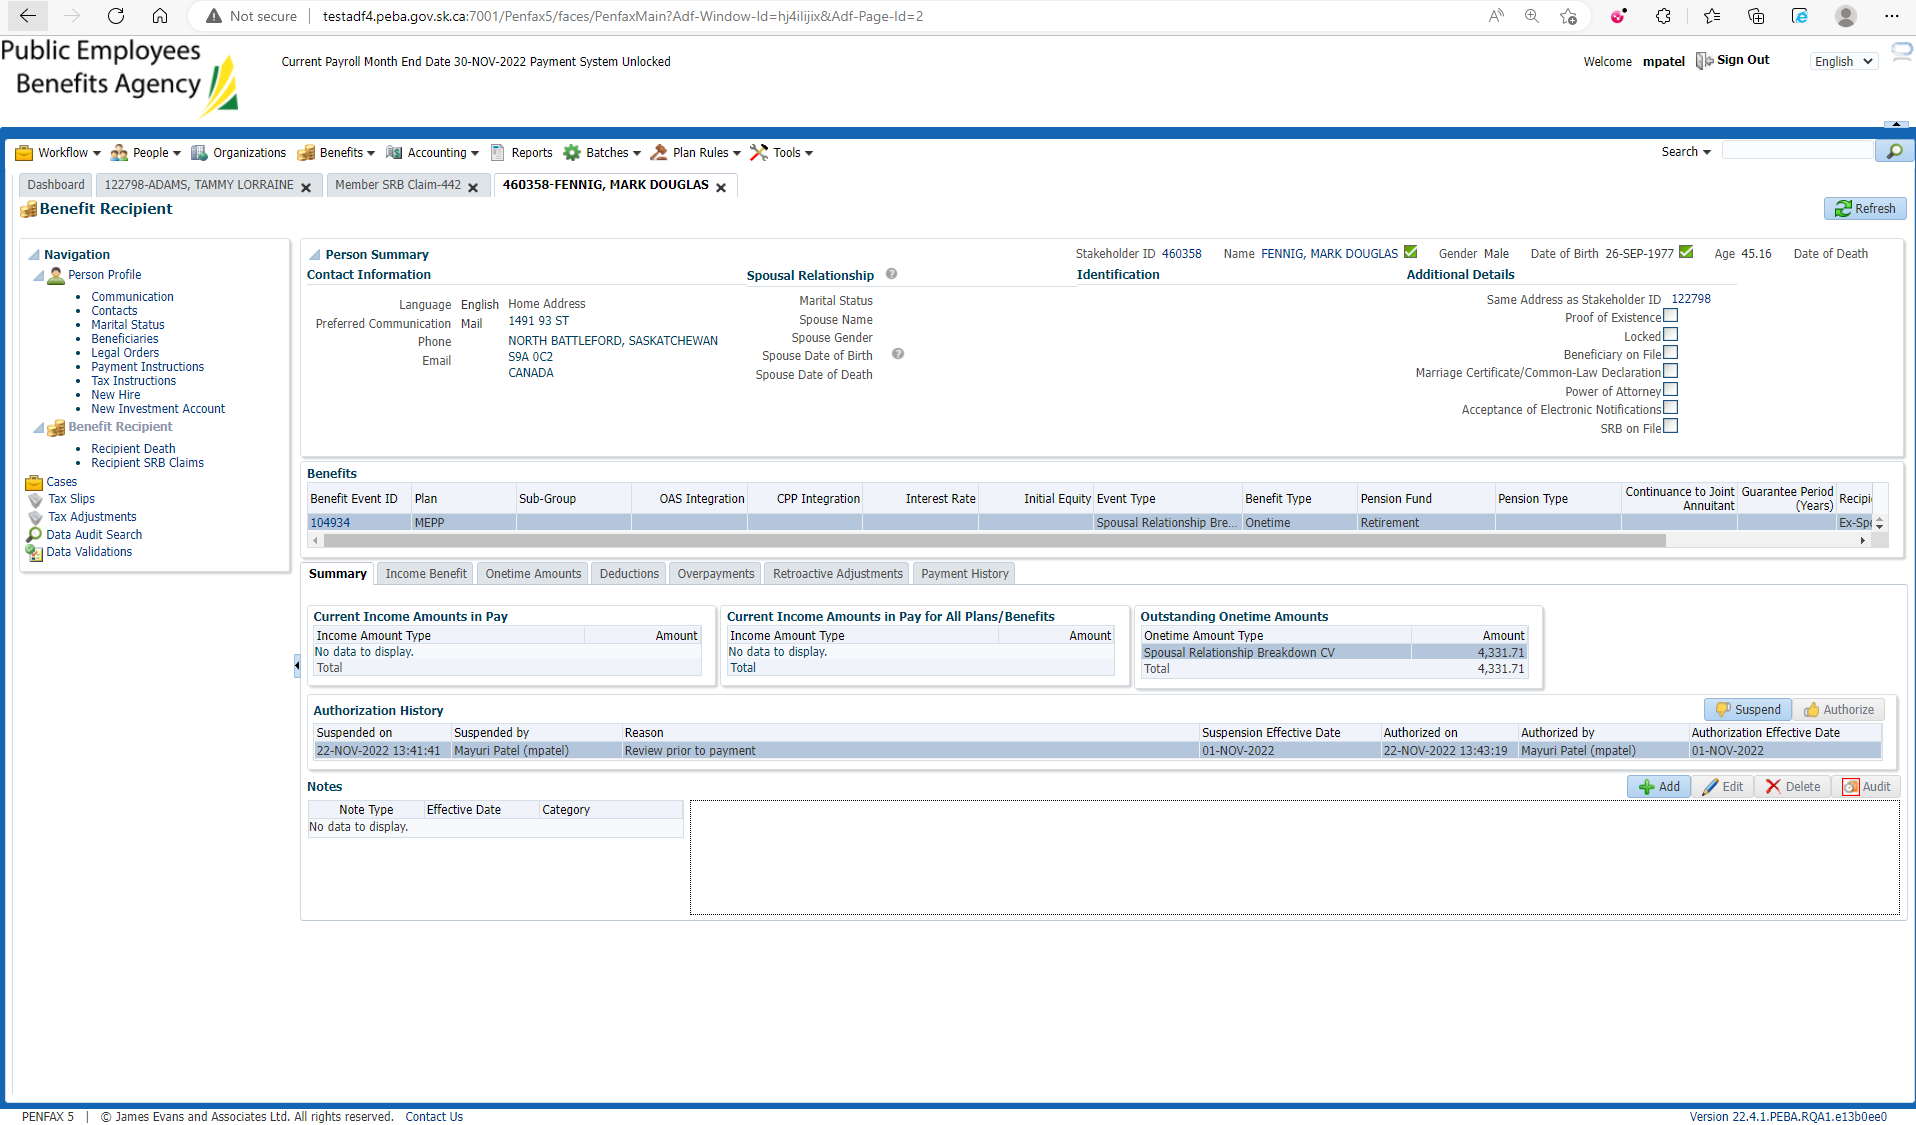 Not secure | testadf4.peba.gov.sk.ca:7001/Penfax5/faces/PenfaxMain?Adf-Window-Id=hj4ilijix&Adf-Page-Id=2
Public Employees
Benefits Agency
Current Payroll Month End Date 30-NOV-2022 Payment System Unlocked
Welcome mpatel Sign Out English
Workflow People Organizations Benefits Accounting Reports Batches Plan Rules Tools Search
Dashboard 122798-ADAMS, TAMMY LORRAINE Member SRB Claim-442 460358-FENNIG, MARK DOUGLAS
Benefit Recipient
Refresh
Navigation
Person Profile
Communication
Contacts
Marital Status
Beneficiaries
Legal Orders
Payment Instructions
Tax Instructions
New Hire
New Investment Account
Benefit Recipient
Recipient Death
Recipient SRB Claims
Cases
Tax Slips
Tax Adjustments
Data Audit Search
Data Validations
Person Summary
Stakeholder ID 460358 Name FENNIG, MARK DOUGLAS Gender Male Date of Birth 26-SEP-1977 Age 45.16 Date of Death
Contact Information
Language English
Preferred Communication Mail
Phone
Email
Home Address
1491 93 ST
NORTH BATTLEFORD, SASKATCHEWAN
S9A 0C2
CANADA
Spousal Relationship
Marital Status
Spouse Name
Spouse Gender
Spouse Date of Birth
Spouse Date of Death
Identification
Additional Details
Same Address as Stakeholder ID 122798
Proof of Existence
Locked
Beneficiary on File
Marriage Certificate/Common-Law Declaration
Power of Attorney
Acceptance of Electronic Notifications
SRB on File
Benefits
Benefit Event ID Plan Sub-Group OAS Integration CPP Integration Interest Rate Initial Equity Event Type Benefit Type Pension Fund Pension Type Continuance to Joint Annuitant Guarantee Period (Years) Recipi
104934 MEPP Spousal Relationship Bre... Onetime Retirement Ex-Spo
Summary Income Benefit Onetime Amounts Deductions Overpayments Retroactive Adjustments Payment History
Current Income Amounts in Pay
Income Amount Type Amount
No data to display.
Total
Current Income Amounts in Pay for All Plans/Benefits
Income Amount Type Amount
No data to display.
Total
Outstanding Onetime Amounts
Onetime Amount Type Amount
Spousal Relationship Breakdown CV 4,331.71
Total 4,331.71
Authorization History
Suspend Authorize
Suspended on Suspended by Reason Suspension Effective Date Authorized on Authorized by Authorization Effective Date
22-NOV-2022 13:41:41 Mayuri Patel (mpatel) Review prior to payment 01-NOV-2022 22-NOV-2022 13:43:19 Mayuri Patel (mpatel) 01-NOV-2022
Notes
Add Edit Delete Audit
Note Type Effective Date Category
No data to display.
PENFAX 5 | © James Evans and Associates Ltd. All rights reserved. Contact Us
Version 22.4.1.PEBA.RQA1.e13b0ee0